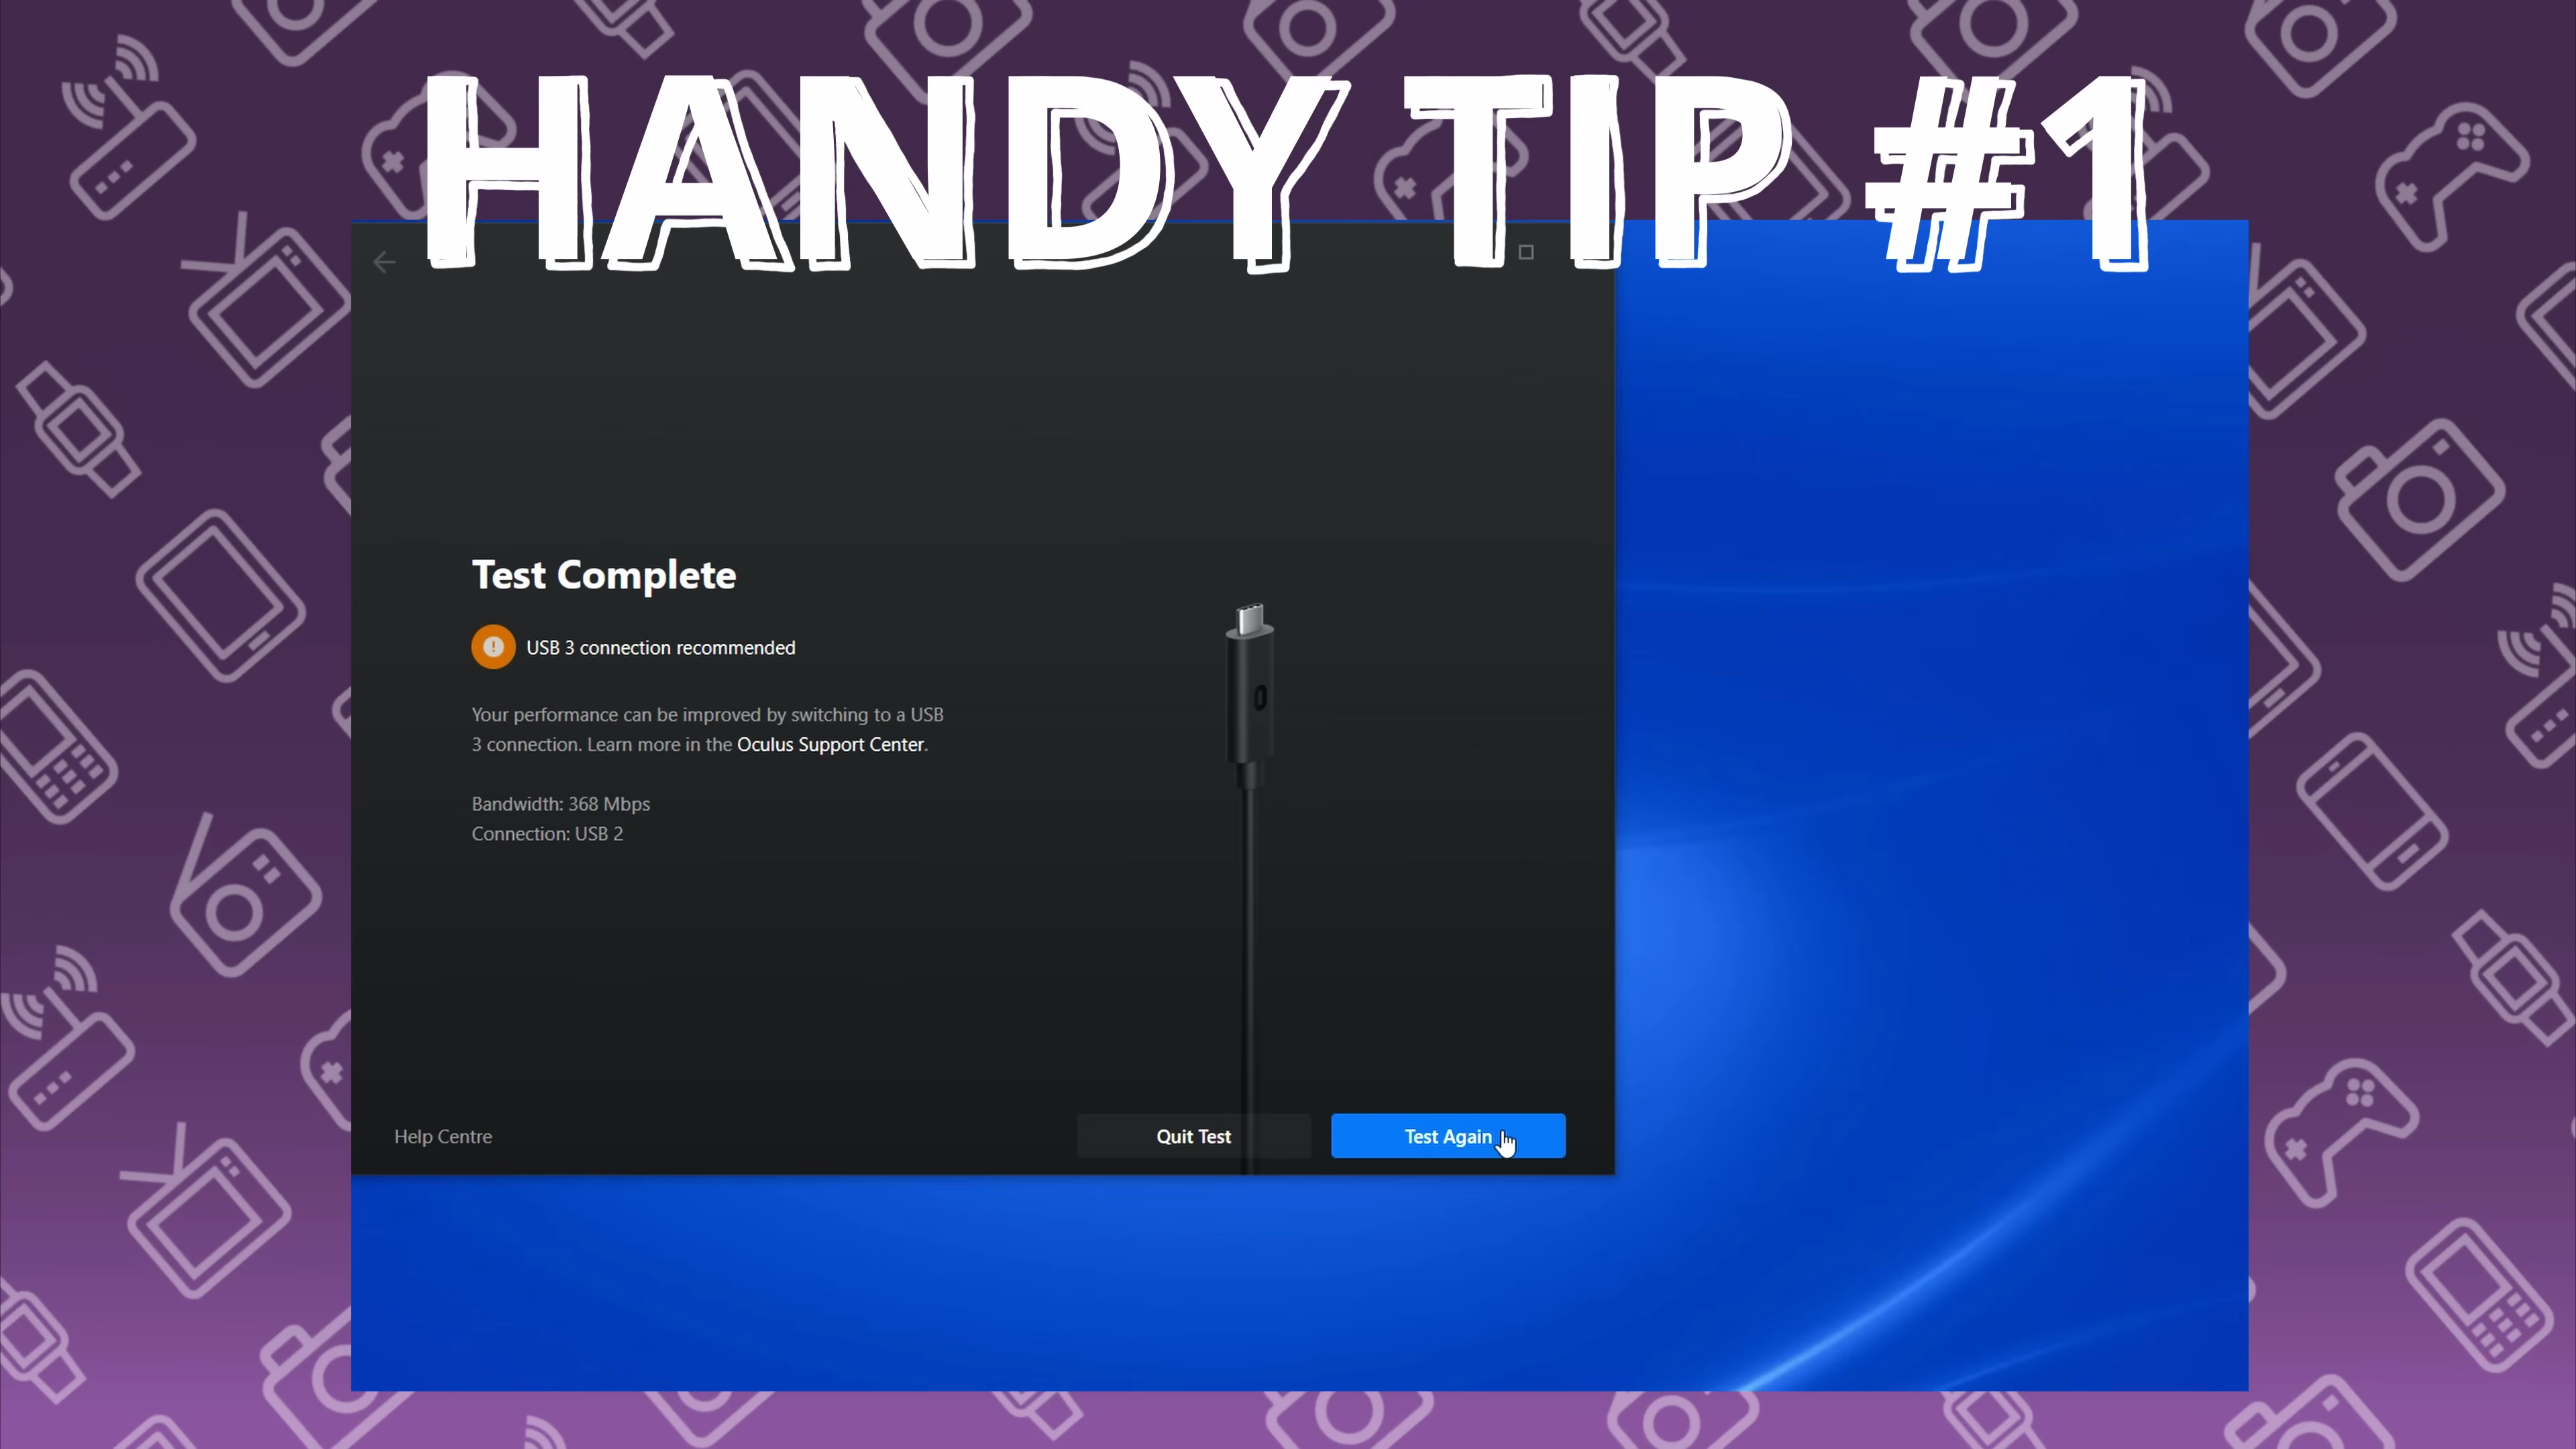 HANDY TIP #1
Test Complete
USB 3 connection recommended
Your performance can be improved by switching to a USB
3 connection. Learn more in the Oculus Support Center.
Bandwidth: 368 Mbps
Connection: USB 2
Help Centre
Quit Test
Test Again